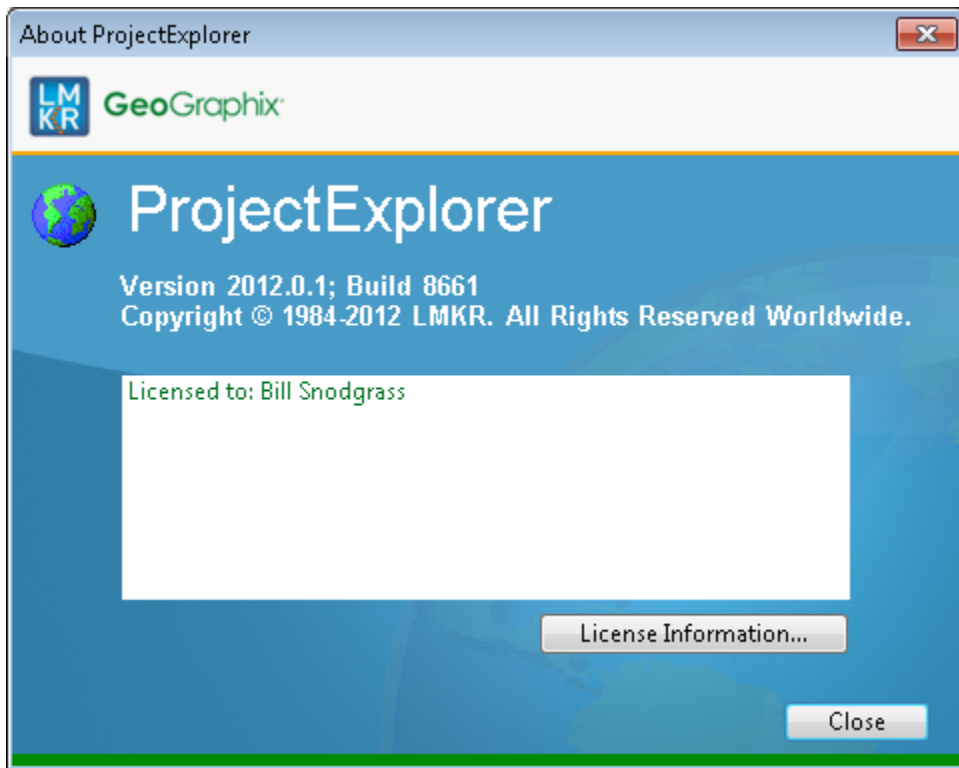 About ProjectExplorer
LMKR GeoGraphix
ProjectExplorer
Version 2012.0.1; Build 8661
Copyright © 1984-2012 LMKR. All Rights Reserved Worldwide.
Licensed to: Bill Snodgrass
License Information...
Close